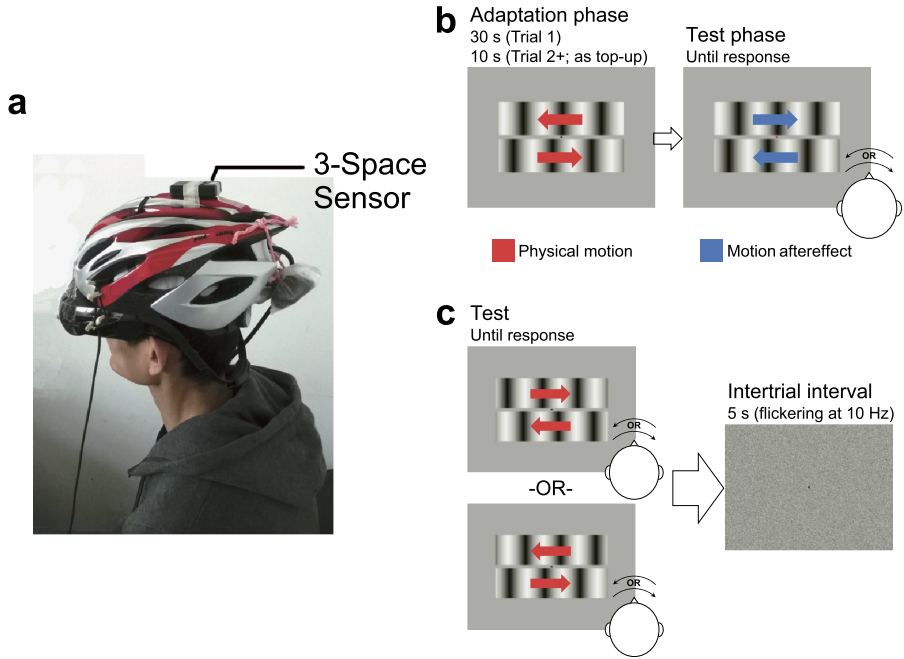 a
3-Space
Sensor
b
Adaptation phase
30 s (Trial 1)
10 s (Trial 2+; as top-up)
Test phase
Until response
OR
Physical motion
Motion aftereffect
c
Test
Until response
OR
-OR-
OR
Intertrial interval
5 s (flickering at 10 Hz)